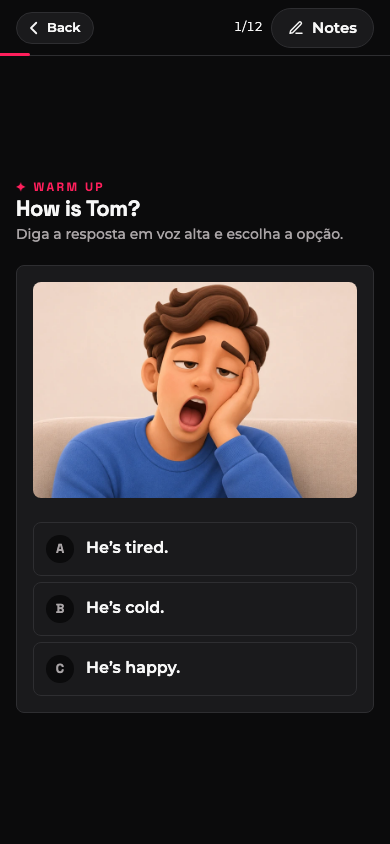 Back
1/12
Notes
WARM UP
How is Tom?
Diga a resposta em voz alta e escolha a opção.
A He’s tired.
B He’s cold.
C He’s happy.